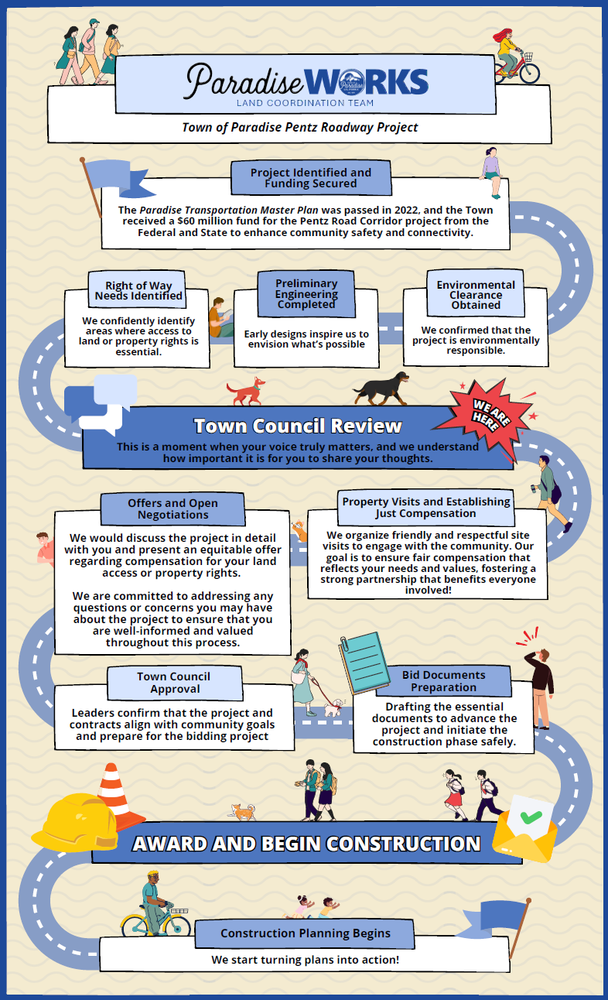 ParadiseWORKS
Paradise
LAND COORDINATION TEAM
Town of Paradise Pentz Roadway Project
Project Identified and
Funding Secured
The Paradise Transportation Master Plan was passed in 2022, and the Town
received a $60 million fund for the Pentz Road Corridor project from the
Federal and State to enhance community safety and connectivity.
Right of Way
Needs Identified
We confidently identify
areas where access to
land or property rights is
essential.
Preliminary
Engineering
Completed
Early designs inspire us to
envision what's possible
Environmental
Clearance
Obtained
We confirmed that the
project is environmentally
responsible.
WE ARE
HERE
Town Council Review
This is a moment when your voice truly matters, and we understand
how important it is for you to share your thoughts.
Offers and Open
Negotiations
We would discuss the project in detail
with you and present an equitable offer
regarding compensation for your land
access or property rights.
We are committed to addressing any
questions or concerns you may have
about the project to ensure that you
are well-informed and valued
throughout this process.
Property Visits and Establishing
Just Compensation
We organize friendly and respectful site
visits to engage with the community. Our
goal is to ensure fair compensation that
reflects your needs and values, fostering a
strong partnership that benefits everyone
involved!
Town Council
Approval
Leaders confirm that the project and
contracts align with community goals
and prepare for the bidding project
Bid Documents
Preparation
Drafting the essential
documents to advance the
project and initiate the
construction phase safely.
AWARD AND BEGIN CONSTRUCTION
Construction Planning Begins
We start turning plans into action!